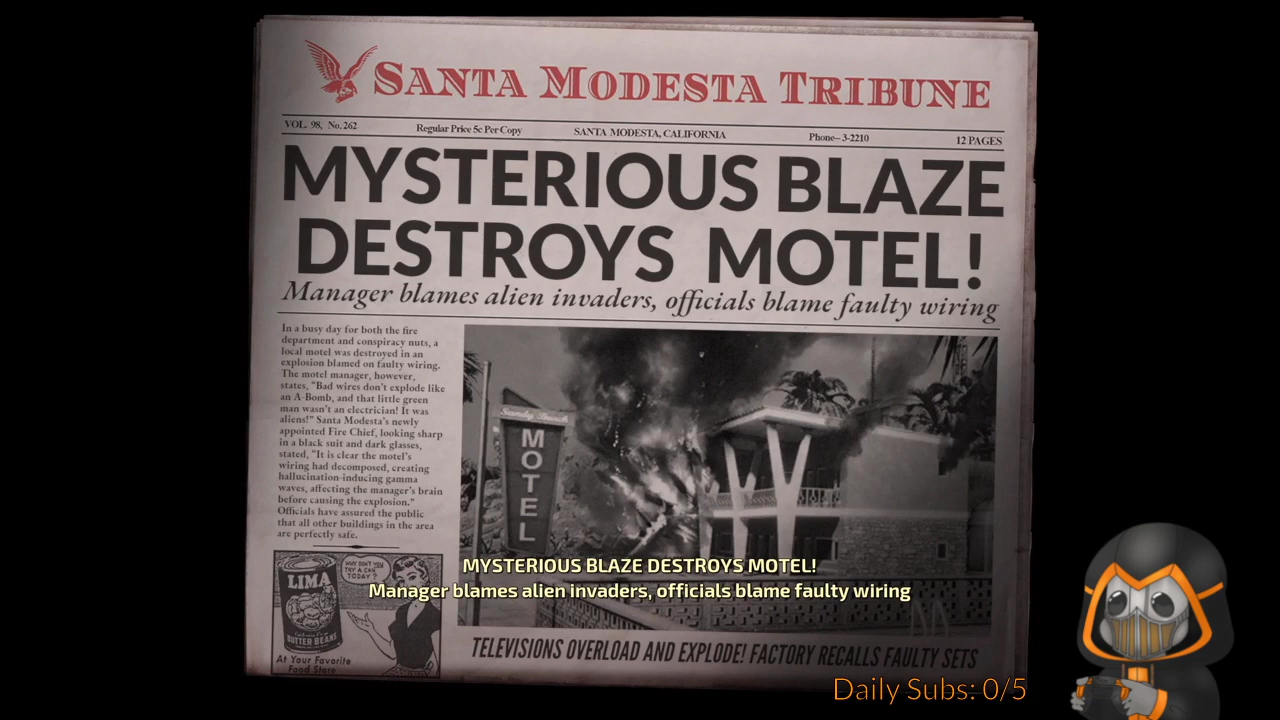 SANTA MODESTA TRIBUNE
VOL. 98, No. 262 Regular Price 5c Per Copy SANTA MODESTA, CALIFORNIA Phone- 3-2210 12 PAGES
MYSTERIOUS BLAZE
DESTROYS MOTEL!
Manager blames alien invaders, officials blame faulty wiring
In a busy day for both the fire
department and conspiracy nuts, a
local motel was destroyed in an
explosion blamed on faulty wiring.
The motel manager, however,
states, "Bad wires don't explode like
an A-Bomb, and that little green
man wasn't an electrician! It was
aliens!" Santa Modesta's newly
appointed Fire Chief, looking sharp
in a black suit and dark glasses,
stated, "It is clear the motel's
wiring had decomposed, creating
hallucination-inducing gamma
waves, affecting the manager's brain
before causing the explosion."
Officials have assured the public
that all other buildings in the area
are perfectly safe.
MOTEL
WHY DON'T YOU
TRY A CAN
TODAY?
LIMA
BUTTER BEANS
At Your Favorite
Food Store
MYSTERIOUS BLAZE DESTROYS MOTEL!
Manager blames alien invaders, officials blame faulty wiring
TELEVISIONS OVERLOAD AND EXPLODE! FACTORY RECALLS FAULTY SETS
Daily Subs: 0/5